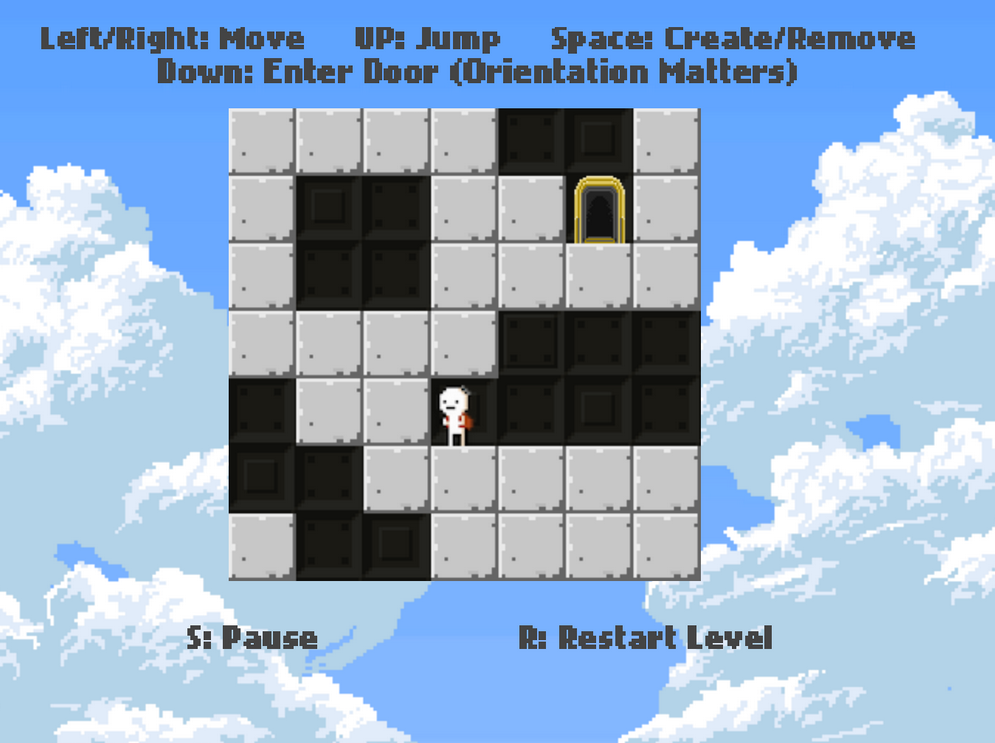 Left/Right: Move UP: Jump Space: Create/Remove
Down: Enter Door (Orientation Matters)
S: Pause R: Restart Level